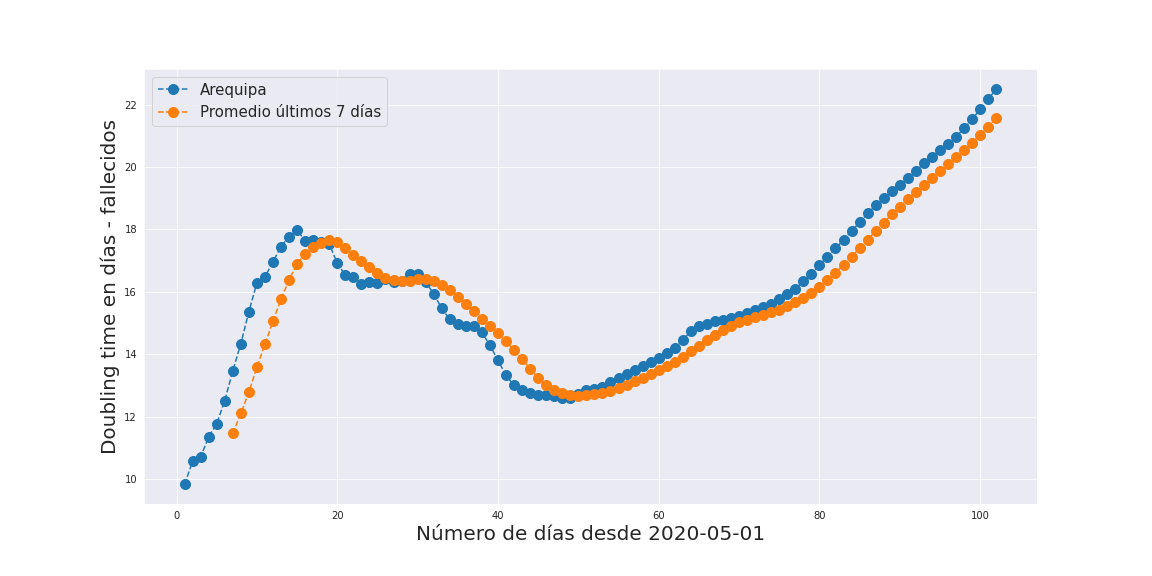 Arequipa
Promedio últimos 7 días
Doubling time en días - fallecidos
22
20
18
16
14
12
10
0 20 40 60 80 100
Número de días desde 2020-05-01